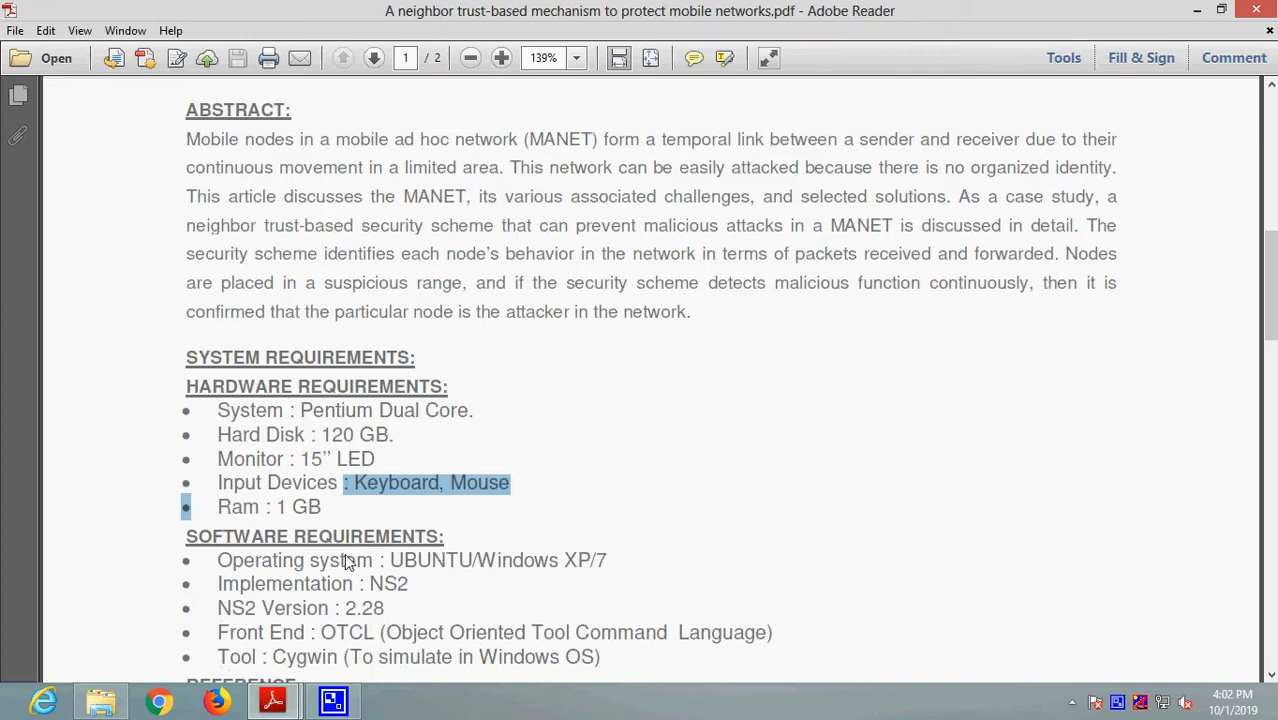 A neighbor trust-based mechanism to protect mobile networks.pdf - Adobe Reader
File Edit View Window Help
Open 1 / 2 139% Tools Fill & Sign Comment
ABSTRACT:
Mobile nodes in a mobile ad hoc network (MANET) form a temporal link between a sender and receiver due to their
continuous movement in a limited area. This network can be easily attacked because there is no organized identity.
This article discusses the MANET, its various associated challenges, and selected solutions. As a case study, a
neighbor trust-based security scheme that can prevent malicious attacks in a MANET is discussed in detail. The
security scheme identifies each node’s behavior in the network in terms of packets received and forwarded. Nodes
are placed in a suspicious range, and if the security scheme detects malicious function continuously, then it is
confirmed that the particular node is the attacker in the network.
SYSTEM REQUIREMENTS:
HARDWARE REQUIREMENTS:
• System : Pentium Dual Core.
• Hard Disk : 120 GB.
• Monitor : 15’’ LED
• Input Devices : Keyboard, Mouse
• Ram : 1 GB
SOFTWARE REQUIREMENTS:
• Operating system : UBUNTU/Windows XP/7
• Implementation : NS2
• NS2 Version : 2.28
• Front End : OTCL (Object Oriented Tool Command Language)
• Tool : Cygwin (To simulate in Windows OS)
REFERENCE
4:02 PM
10/1/2019